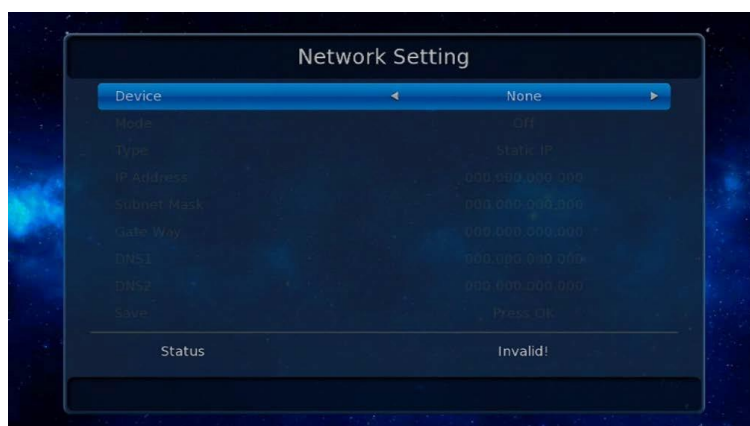 Network Setting
Device ◄ None ►
Mode Off
Type Static IP
IP Address 000.000.000.000
Subnet Mask 000.000.000.000
Gate Way 000.000.000.000
DNS1 000.000.000.000
DNS2 000.000.000.000
Save Press OK
Status Invalid!